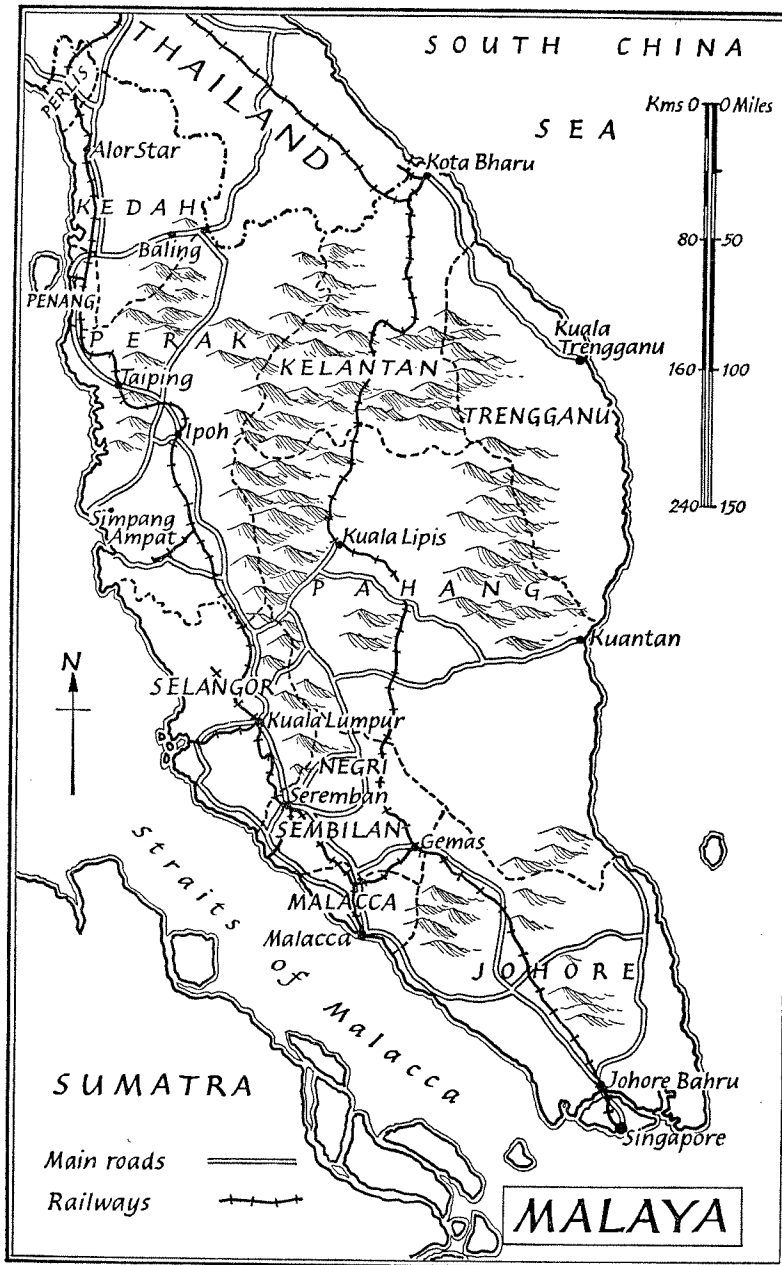 SOUTH CHINA
SEA
THAILAND
Kms 0 0 Miles
80 50
160 100
240 150
PERLIS
Alor Star
Kota Bharu
KEDAH
Baling
PENANG
PERAK
Kuala
Trengganu
KELANTAN
Taiping
TRENGGANU
Ipoh
Simpang
Ampat
Kuala Lipis
PAHANG
Kuantan
N
SELANGOR
Kuala Lumpur
NEGRI
Seremban
SEMBILAN
Gemas
MALACCA
Malacca
Straits of Malacca
JOHORE
SUMATRA
Johore Bahru
Singapore
Main roads
Railways
MALAYA